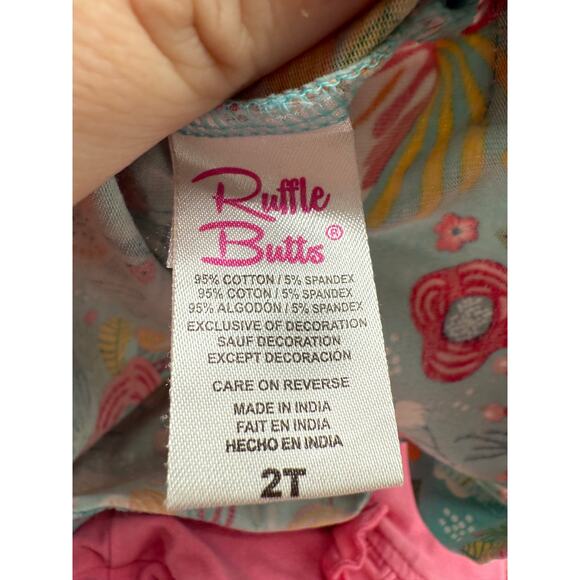 Ruffle
Butts®
95% COTTON / 5% SPANDEX
95% COTON / 5% SPANDEX
95% ALGODÓN / 5% SPANDEX
EXCLUSIVE OF DECORATION
SAUF DECORATION
EXCEPT DECORACIÓN
CARE ON REVERSE
MADE IN INDIA
FAIT EN INDIA
HECHO EN INDIA
2T